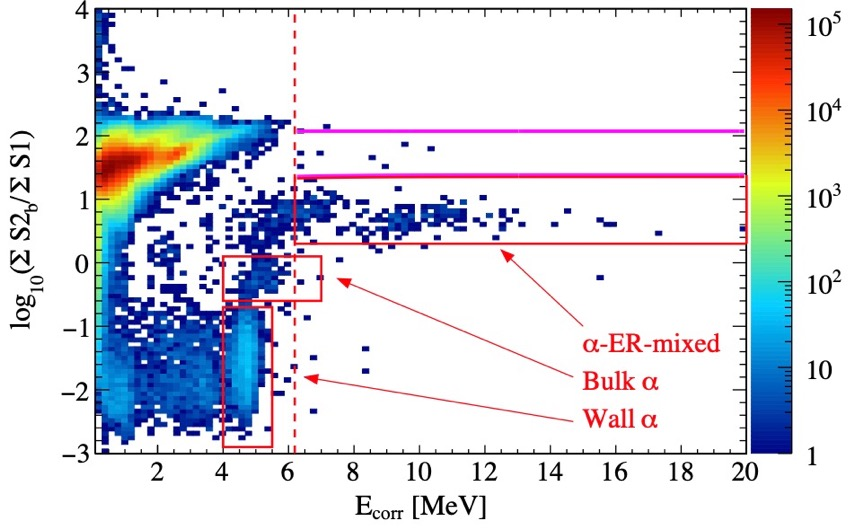 4
3
2
1
0
−1
−2
−3
log10(Σ S2b/Σ S1)
2 4 6 8 10 12 14 16 18 20
Ecorr [MeV]
α-ER-mixed
Bulk α
Wall α
10^5
10^4
10^3
10^2
10
1